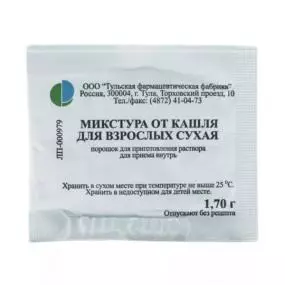 ООО "Тульская фармацевтическая фабрика"
Россия, 300004, г. Тула, Торховский проезд, 10
Тел./факс: (4872) 41-04-73
ЛП-000979
МИКСТУРА ОТ КАШЛЯ
ДЛЯ ВЗРОСЛЫХ СУХАЯ
порошок для приготовления раствора
для приема внутрь
Хранить в сухом месте при температуре не выше 25 °С.
Хранить в недоступном для детей месте.
1,70 г
Отпускают без рецепта